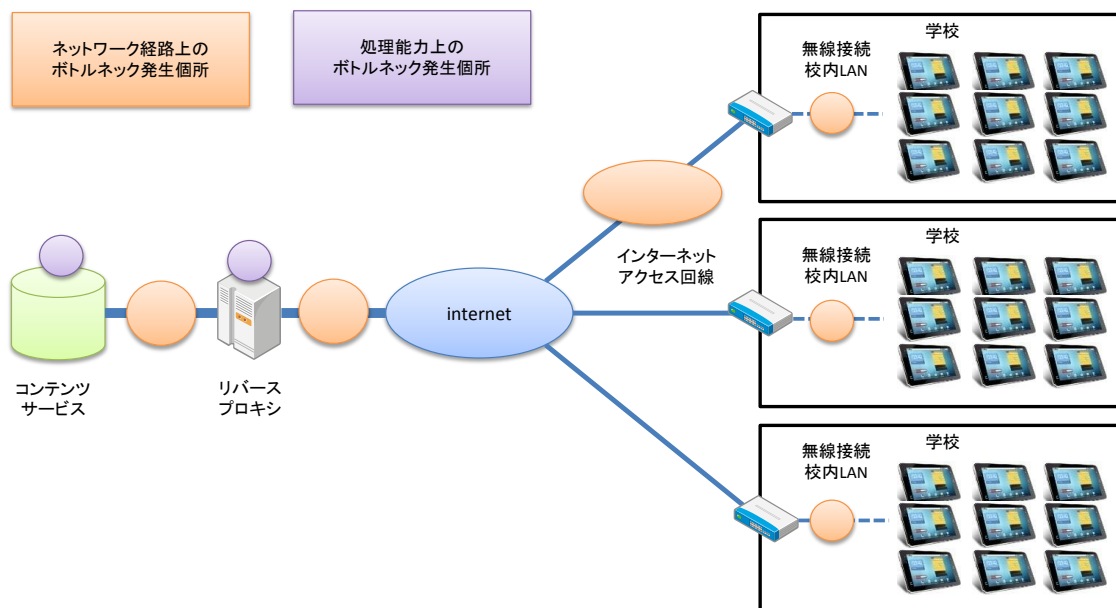 ネットワーク経路上の
ボトルネック発生個所
処理能力上の
ボトルネック発生個所
学校
無線接続
校内LAN
インターネット
アクセス回線
学校
無線接続
校内LAN
internet
コンテンツ
サービス
リバース
プロキシ
学校
無線接続
校内LAN